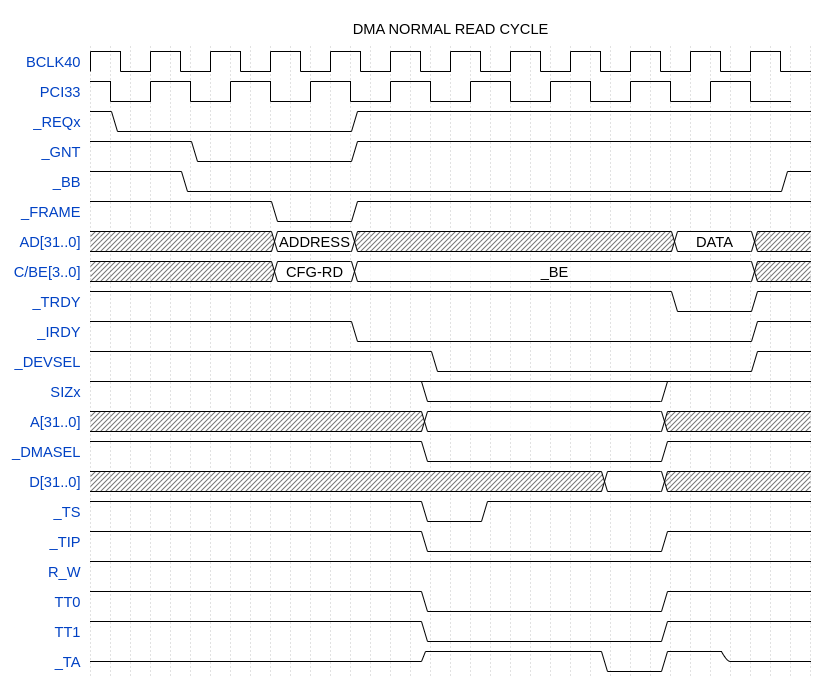 DMA NORMAL READ CYCLE
BCLK40
PCI33
_REQx
_GNT
_BB
_FRAME
AD[31..0] ADDRESS DATA
C/BE[3..0] CFG-RD _BE
_TRDY
_IRDY
_DEVSEL
SIZx
A[31..0]
_DMASEL
D[31..0]
_TS
_TIP
R_W
TT0
TT1
_TA